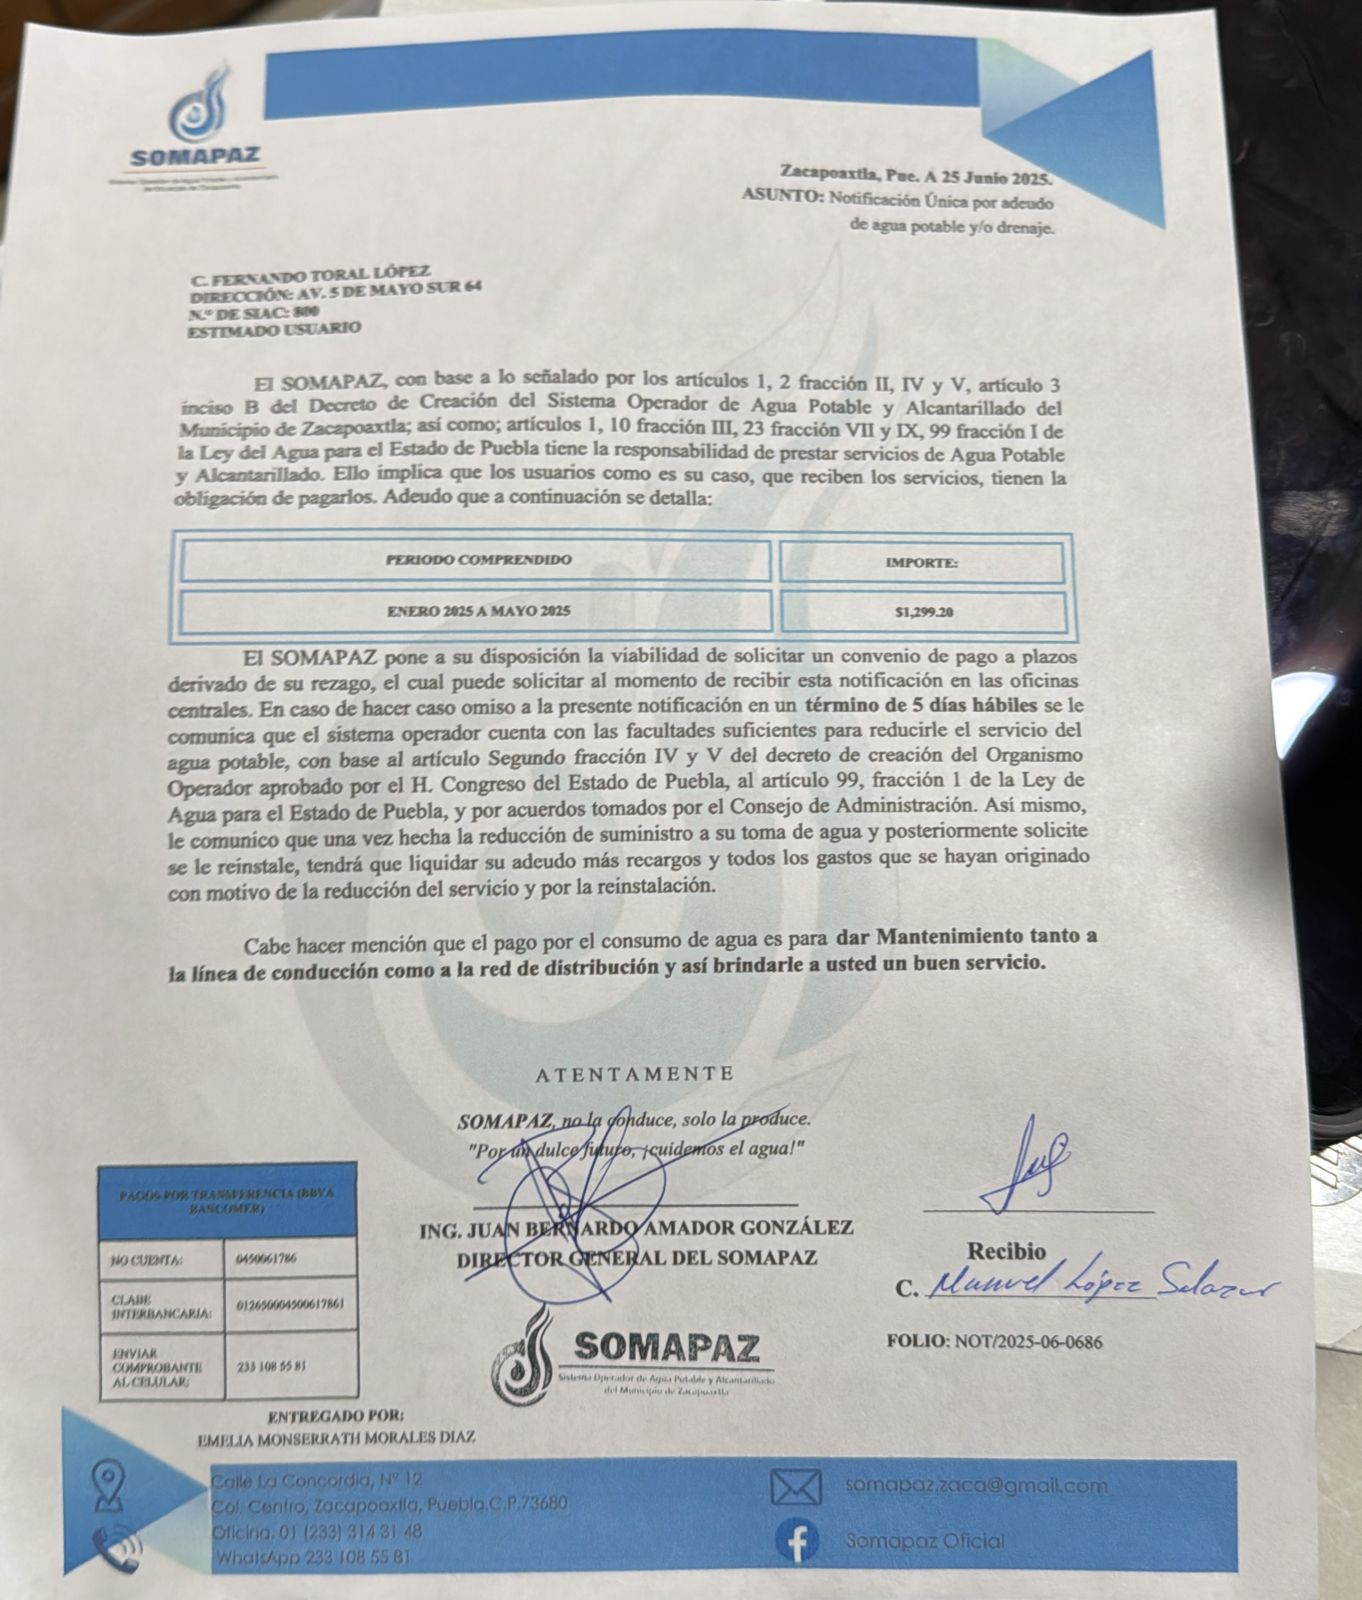 SOMAPAZ
Zacapoaxtla, Pue. A 25 Junio 2025.
ASUNTO: Notificación Única por adeudo
de agua potable y/o drenaje.
C. FERNANDO TORAL LÓPEZ
DIRECCIÓN: AV. 5 DE MAYO SUR 64
N.º DE SIAC: 800
ESTIMADO USUARIO
El SOMAPAZ, con base a lo señalado por los artículos 1, 2 fracción II, IV y V, artículo 3
inciso B del Decreto de Creación del Sistema Operador de Agua Potable y Alcantarillado del
Municipio de Zacapoaxtla; así como; artículos 1, 10 fracción III, 23 fracción VII y IX, 99 fracción I de
la Ley del Agua para el Estado de Puebla tiene la responsabilidad de prestar servicios de Agua Potable
y Alcantarillado. Ello implica que los usuarios como es su caso, que reciben los servicios, tienen la
obligación de pagarlos. Adeudo que a continuación se detalla:
PERIODO COMPRENDIDO IMPORTE:
ENERO 2025 A MAYO 2025 $1,299.20
El SOMAPAZ pone a su disposición la viabilidad de solicitar un convenio de pago a plazos
derivado de su rezago, el cual puede solicitar al momento de recibir esta notificación en las oficinas
centrales. En caso de hacer caso omiso a la presente notificación en un término de 5 días hábiles se le
comunica que el sistema operador cuenta con las facultades suficientes para reducirle el servicio del
agua potable, con base al artículo Segundo fracción IV y V del decreto de creación del Organismo
Operador aprobado por el H. Congreso del Estado de Puebla, al artículo 99, fracción 1 de la Ley de
Agua para el Estado de Puebla, y por acuerdos tomados por el Consejo de Administración. Así mismo,
le comunico que una vez hecha la reducción de suministro a su toma de agua y posteriormente solicite
se le reinstale, tendrá que liquidar su adeudo más recargos y todos los gastos que se hayan originado
con motivo de la reducción del servicio y por la reinstalación.
Cabe hacer mención que el pago por el consumo de agua es para dar Mantenimiento tanto a
la línea de conducción como a la red de distribución y así brindarle a usted un buen servicio.
ATENTAMENTE
SOMAPAZ, no la conduce, solo la produce.
"Por un dulce futuro, ¡cuidemos el agua!"
ING. JUAN BERNARDO AMADOR GONZÁLEZ
DIRECTOR GENERAL DEL SOMAPAZ
Recibio
C. Manuel López Salazar
FOLIO: NOT/2025-06-0686
SOMAPAZ
Sistema Operador de Agua Potable y Alcantarillado
del Municipio de Zacapoaxtla
PAGOS POR TRANSFERENCIA (BBVA
BANCOMER)
NO CUENTA: 0450061786
CLABE
INTERBANCARIA: 012650004500617861
ENVIAR
COMPROBANTE
AL CELULAR: 233 108 55 81
ENTREGADO POR:
EMELIA MONSERRATH MORALES DIAZ
Calle La Concordia, Nº 12
Col. Centro, Zacapoaxtla, Puebla,C.P.73680
Oficina. 01 (233) 314 31 48
WhatsApp 233 108 55 81
somapaz.zaca@gmail.com
Somapaz Oficial